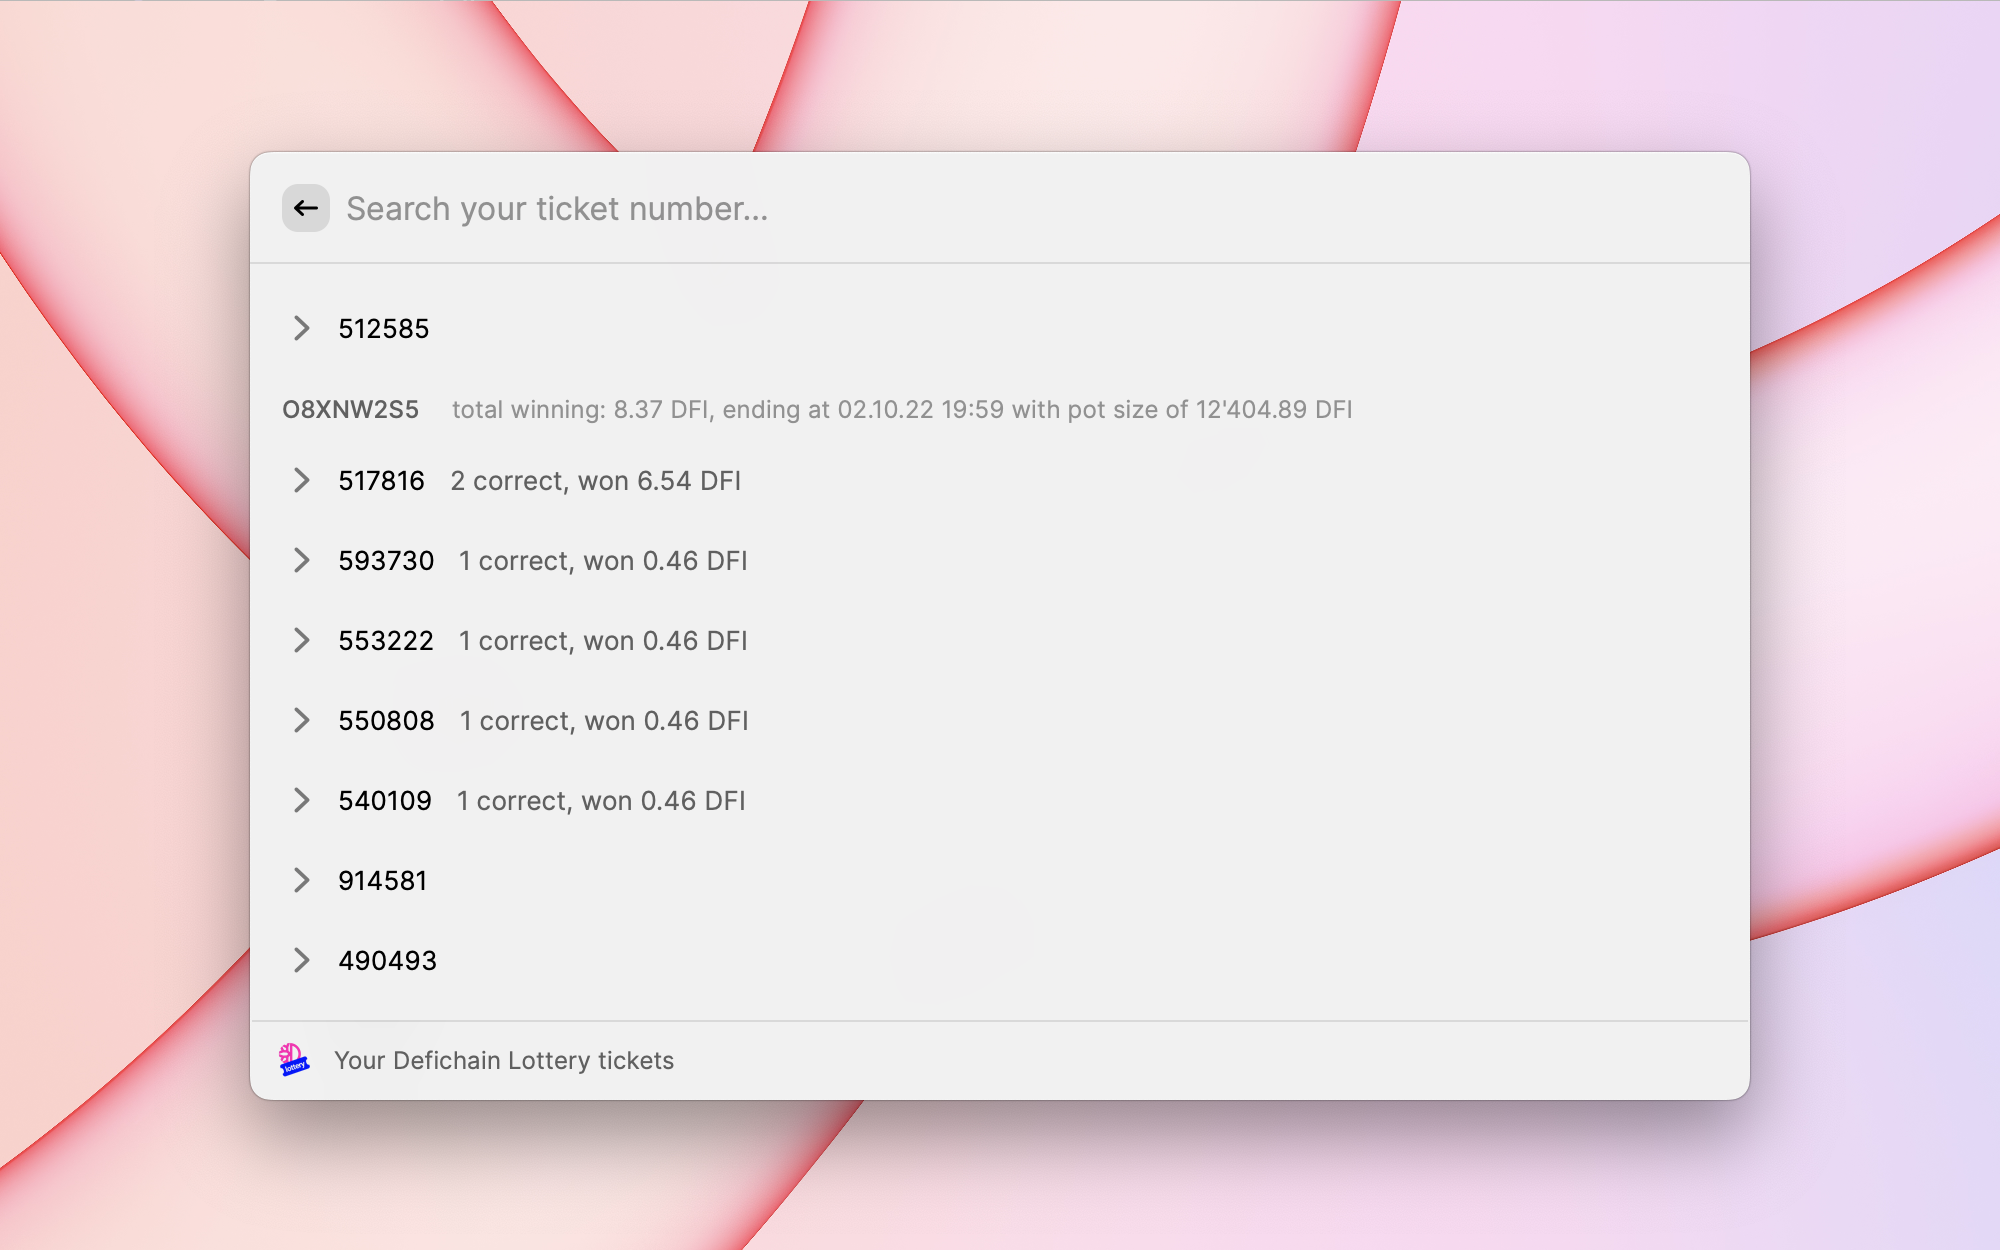 Search your ticket number...
512585
O8XNW2S5 total winning: 8.37 DFI, ending at 02.10.22 19:59 with pot size of 12'404.89 DFI
517816 2 correct, won 6.54 DFI
593730 1 correct, won 0.46 DFI
553222 1 correct, won 0.46 DFI
550808 1 correct, won 0.46 DFI
540109 1 correct, won 0.46 DFI
914581
490493
lottery
Your Defichain Lottery tickets